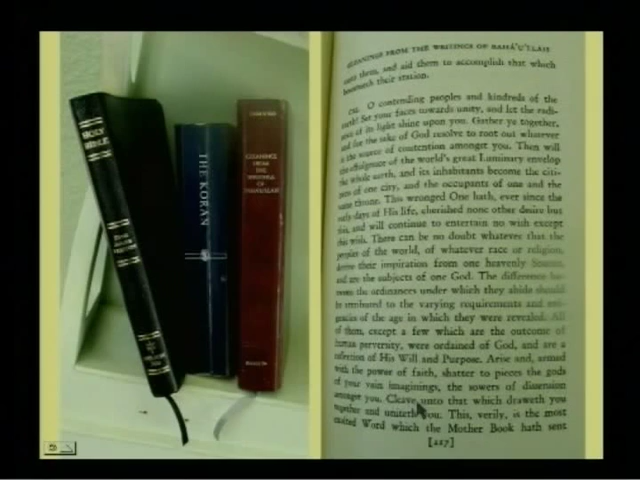 HOLY
BIBLE
KING
JAMES
VERSION
THE KORAN
GLEANINGS
FROM
THE
WRITINGS
OF
BAHÁ'U'LLÁH
GLEANINGS FROM THE WRITINGS OF BAHÁ'U'LLÁH
them, and aid them to accomplish that which
beseemeth their station.
O contending peoples and kindreds of the
earth! Set your faces towards unity, and let the radi-
ance of its light shine upon you. Gather ye together,
and for the sake of God resolve to root out whatever
is the source of contention amongst you. Then will
the effulgence of the world's great Luminary envelop
the whole earth, and its inhabitants become the citi-
zens of one city, and the occupants of one and the
same throne. This wronged One hath, ever since the
early days of His life, cherished none other desire but
this, and will continue to entertain no wish except
this wish. There can be no doubt whatever that the
peoples of the world, of whatever race or religion,
derive their inspiration from one heavenly Source,
and are the subjects of one God. The difference be-
tween the ordinances under which they abide should
be attributed to the varying requirements and exi-
gencies of the age in which they were revealed. All
of them, except a few which are the outcome of
human perversity, were ordained of God, and are a
reflection of His Will and Purpose. Arise and, armed
with the power of faith, shatter to pieces the gods
of your vain imaginings, the sowers of dissension
amongst you. Cleave unto that which draweth you
together and uniteth you. This, verily, is the most
exalted Word which the Mother Book hath sent
[217]